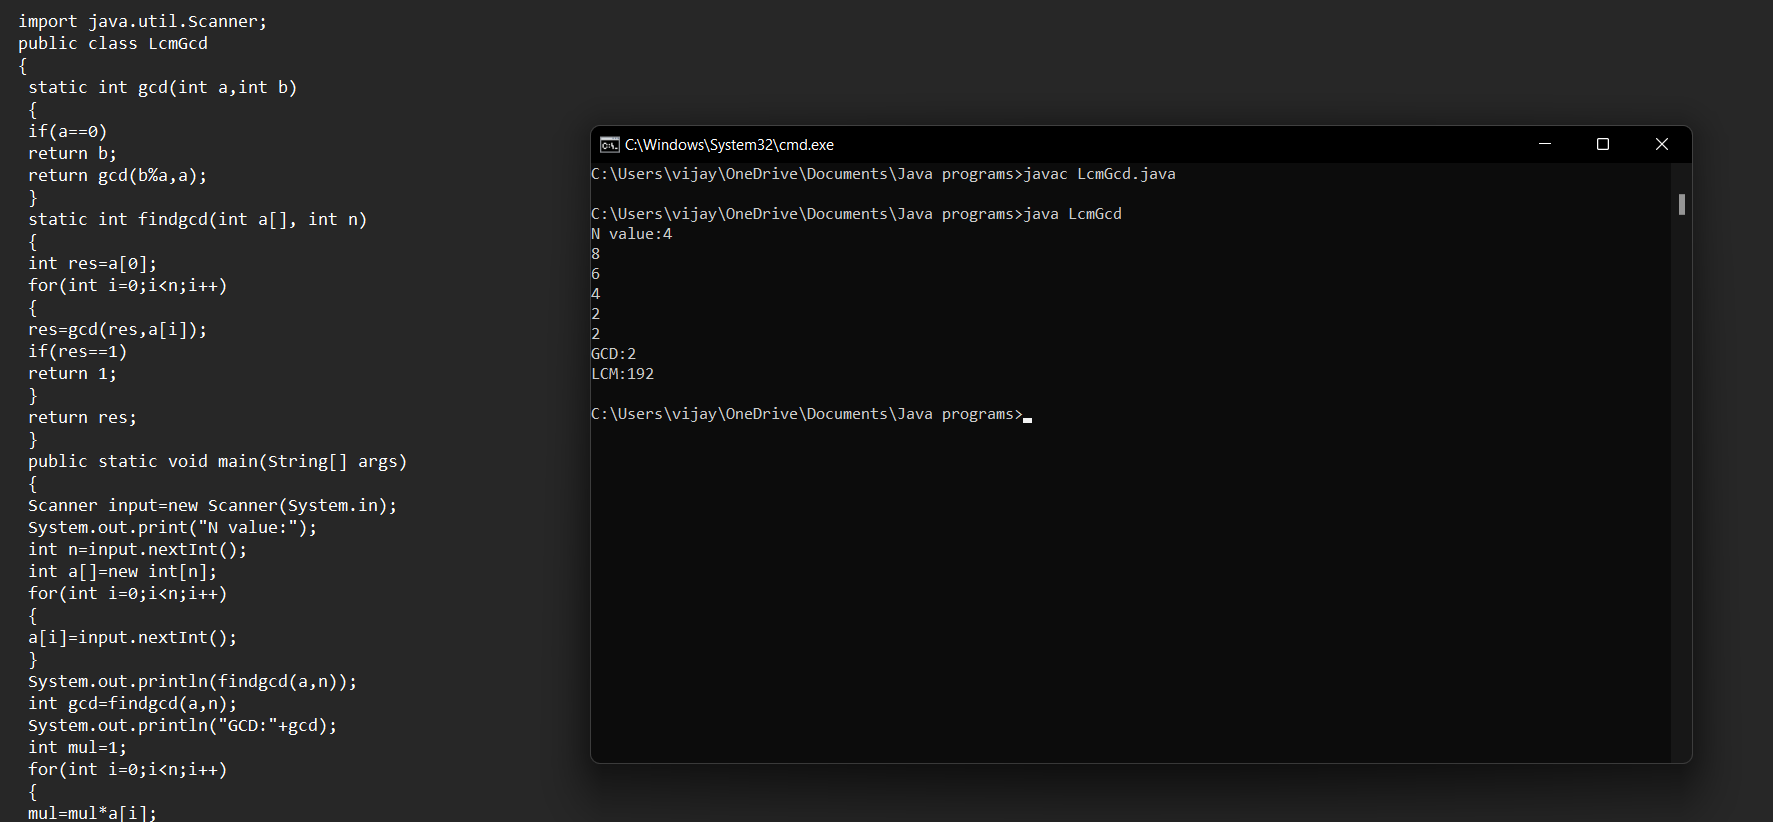 import java.util.Scanner;
public class LcmGcd
{
static int gcd(int a,int b)
{
if(a==0)
return b;
return gcd(b%a,a);
}
static int findgcd(int a[], int n)
{
int res=a[0];
for(int i=0;i<n;i++)
{
res=gcd(res,a[i]);
if(res==1)
return 1;
}
return res;
}
public static void main(String[] args)
{
Scanner input=new Scanner(System.in);
System.out.print("N value:");
int n=input.nextInt();
int a[]=new int[n];
for(int i=0;i<n;i++)
{
a[i]=input.nextInt();
}
System.out.println(findgcd(a,n));
int gcd=findgcd(a,n);
System.out.println("GCD:"+gcd);
int mul=1;
for(int i=0;i<n;i++)
{
mul=mul*a[i];
C:\Windows\System32\cmd.exe
C:\Users\vijay\OneDrive\Documents\Java programs>javac LcmGcd.java
C:\Users\vijay\OneDrive\Documents\Java programs>java LcmGcd
N value:4
8
6
4
2
2
GCD:2
LCM:192
C:\Users\vijay\OneDrive\Documents\Java programs>